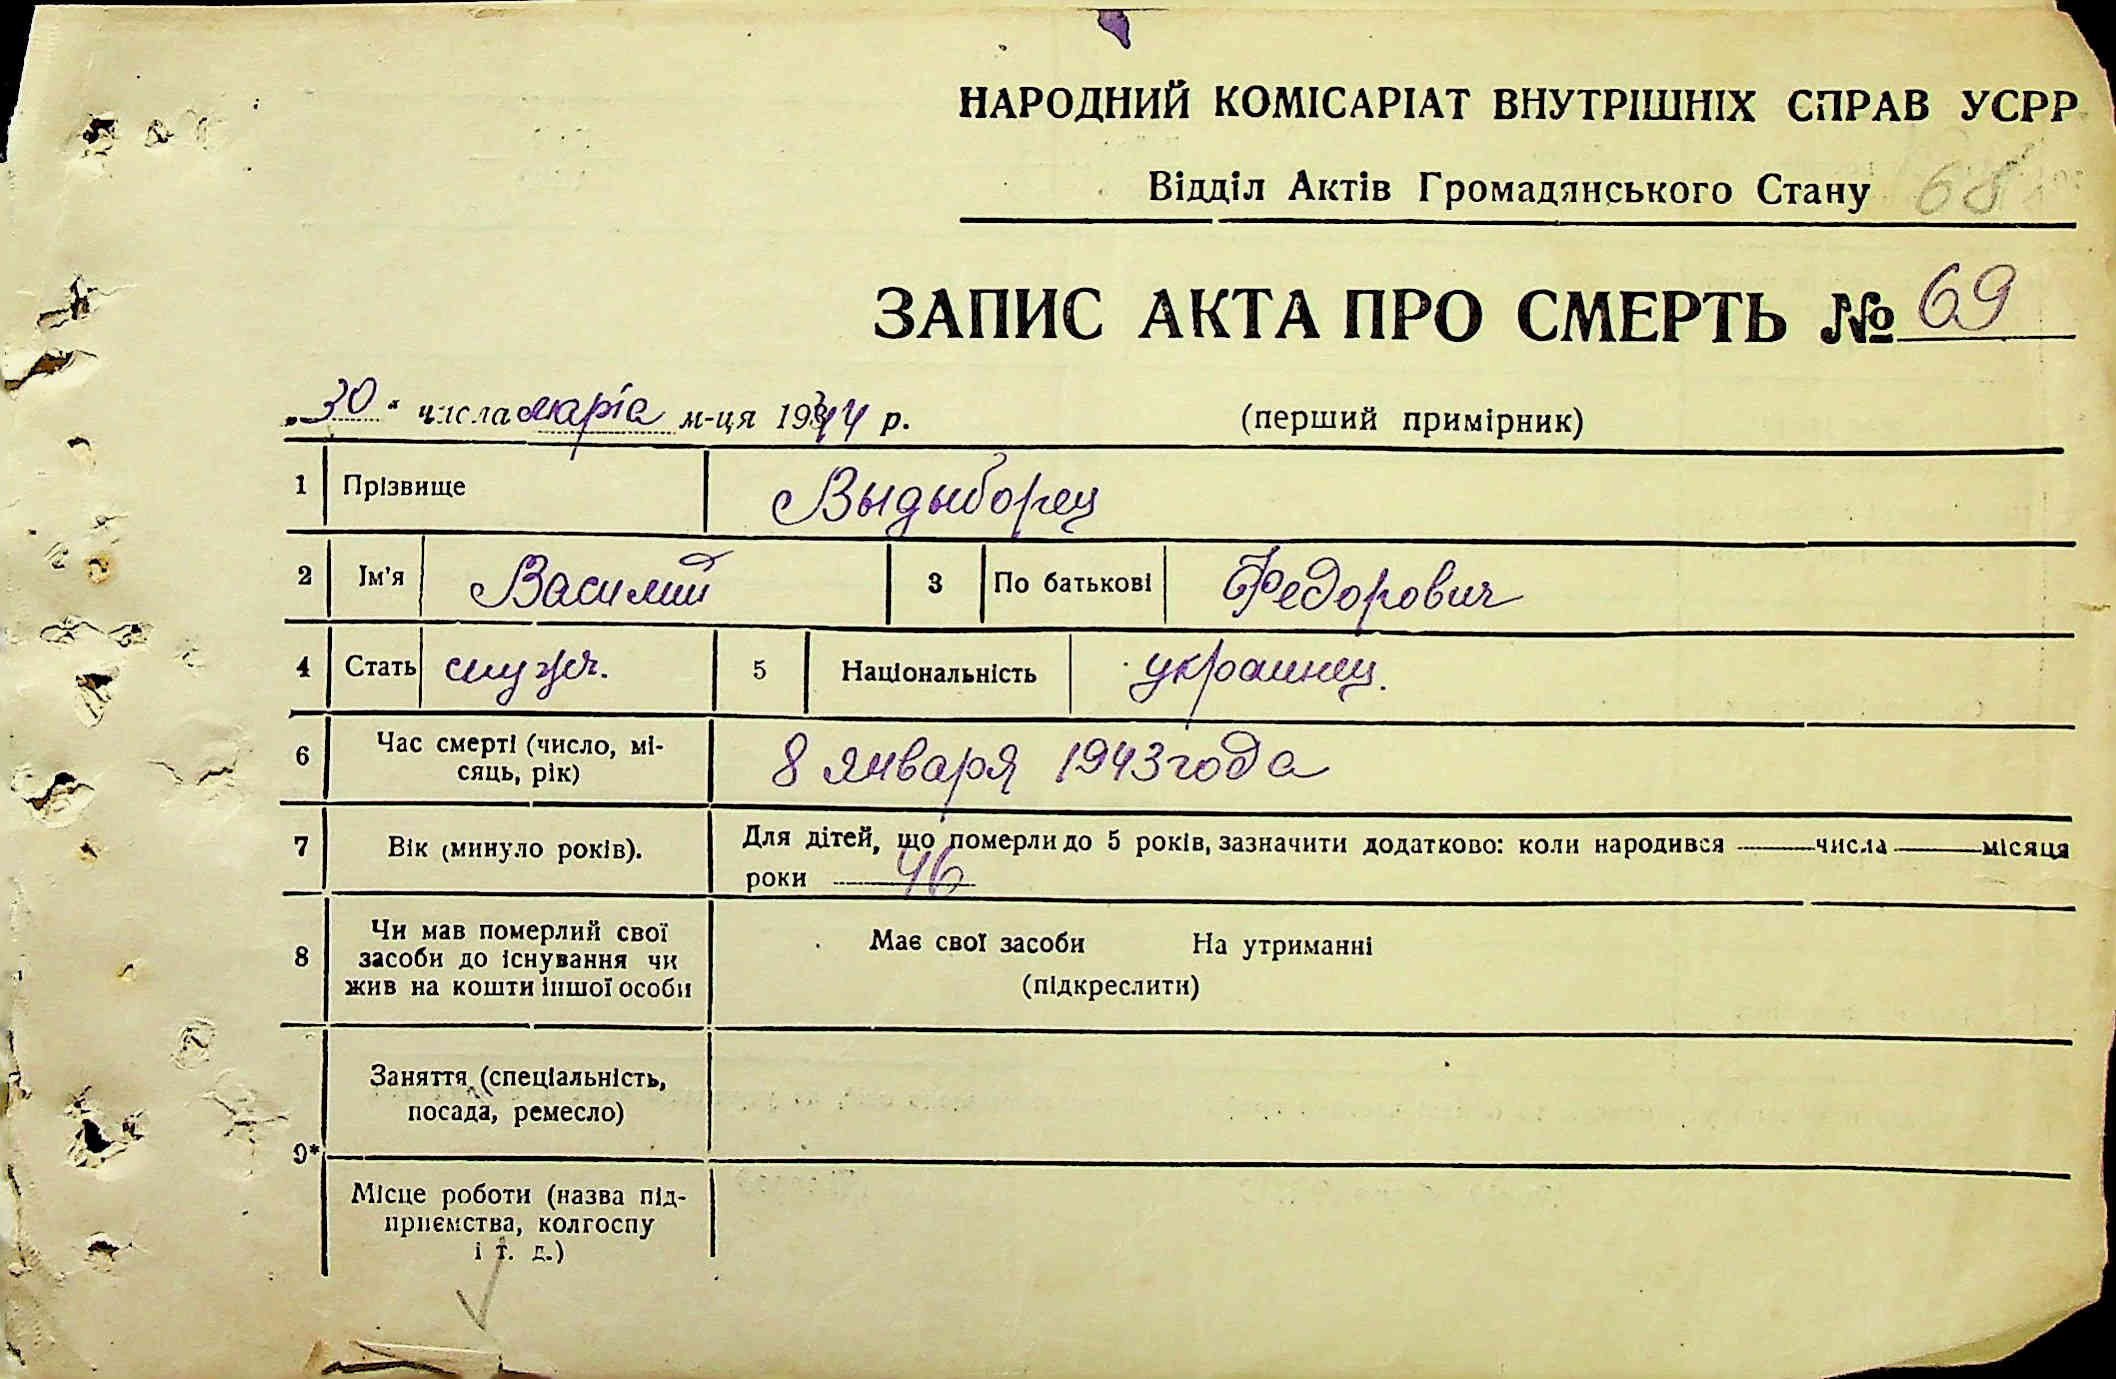 НАРОДНИЙ КОМІСАРІАТ ВНУТРІШНІХ СПРАВ УСРР
Відділ Актів Громадянського Стану 68
ЗАПИС АКТА ПРО СМЕРТЬ № 69
„30“ числа марта м-ця 1944 р. (перший примірник)
1 Прізвище Выдыборец
2 Ім'я Василий 3 По батькові Федорович
4 Стать служ. 5 Національність украинец.
6 Час смерті (число, мі-
сяць, рік) 8 января 1943 года
7 Вік (минуло років). Для дітей, що померли до 5 років, зазначити додатково: коли народився числа місяця
роки 46
8 Чи мав померлий свої
засоби до існування чи
жив на кошти іншої особи
Має свої засоби На утриманні
(підкреслити)
9* Заняття (спеціальність,
посада, ремесло)
Місце роботи (назва під-
приємства, колгоспу
і т. д.)